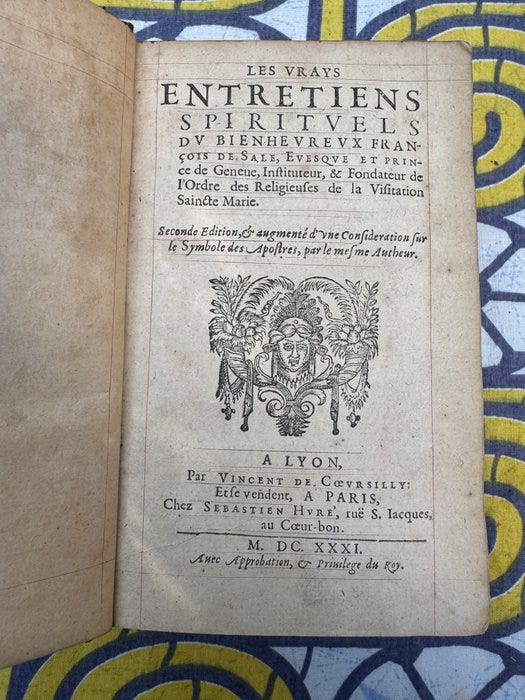 LES VRAYS
ENTRETIENS
SPIRITVELS
DV BIENHEVREVX FRAN-
çois de Sale, Evesqve et prin-
ce de Geneue, Instituteur, & Fondateur de
l'Ordre des Religieuses de la Visitation
Saincte Marie.
Seconde Edition, & augmenté d'vne Consideration sur
le Symbole des Apostres, par le mesme Autheur.
A LYON,
Par VINCENT DE CŒVRSILLY:
Et se vendent, A PARIS,
Chez SEBASTIEN HVRE', ruë S. Iacques,
au Cœur-bon.
M. DC. XXXI.
Auec Approbation, & Priuilege du Roy.